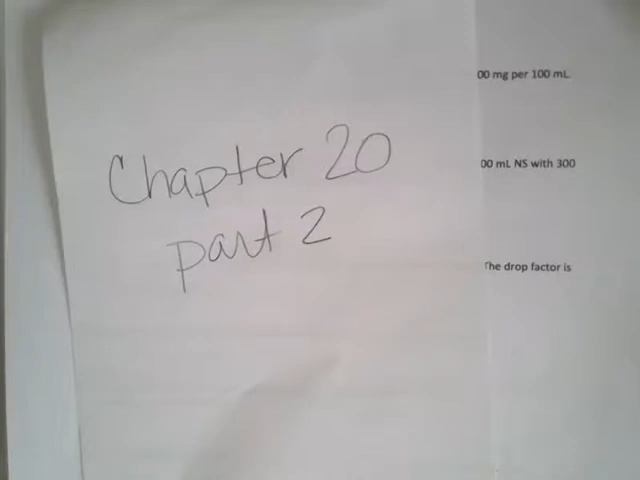 Chapter 20
part 2
00 mg per 100 mL
00 mL NS with 300
The drop factor is